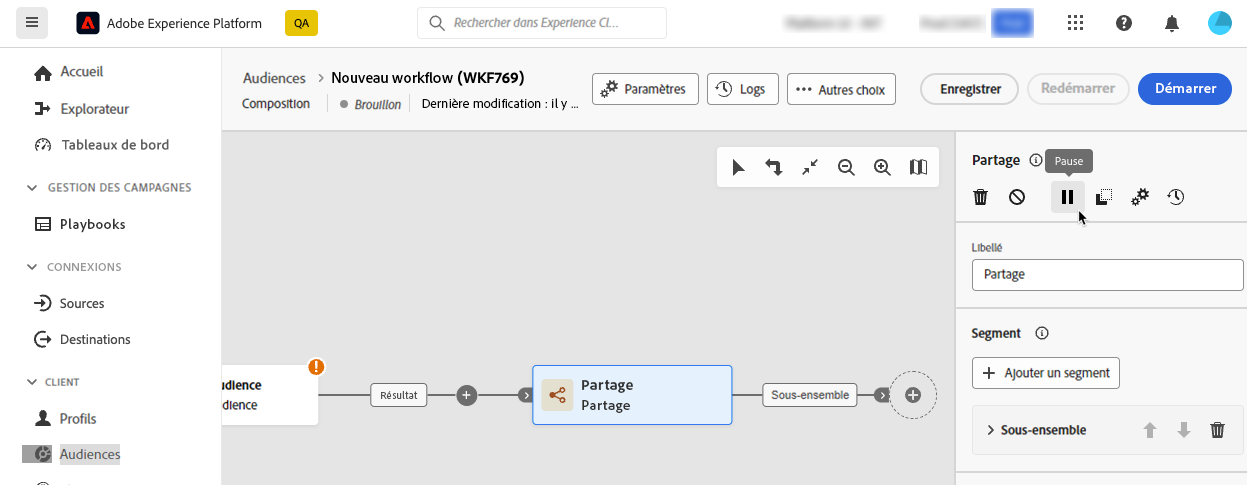 Adobe Experience Platform
QA
Rechercher dans Experience Cl...
Accueil
Explorateur
Tableaux de bord
GESTION DES CAMPAGNES
Playbooks
CONNEXIONS
Sources
Destinations
CLIENT
Profils
Audiences
Audiences > Nouveau workflow (WKF769)
Composition
Brouillon
Dernière modification : il y ...
Paramètres
Logs
Autres choix
Enregistrer
Redémarrer
Démarrer
udience
dience
Résultat
Partage
Partage
Sous-ensemble
Partage
Pause
Libellé
Partage
Segment
Ajouter un segment
Sous-ensemble